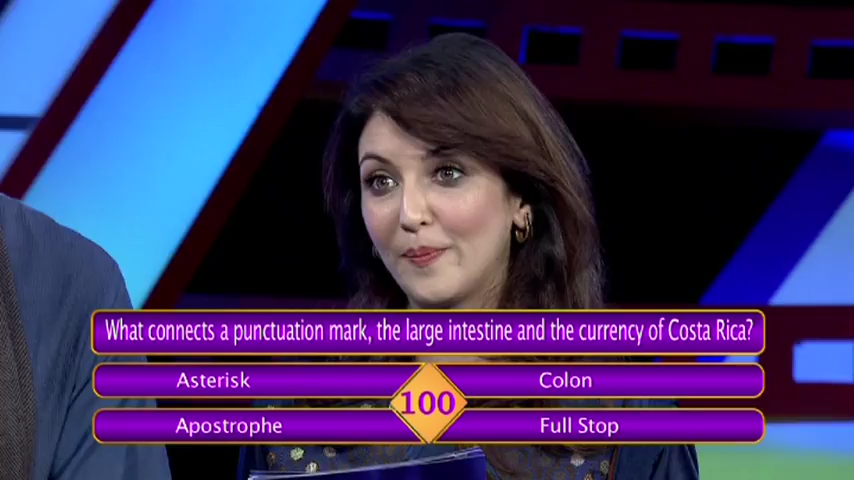 What connects a punctuation mark, the large intestine and the currency of Costa Rica?
Asterisk
Colon
100
Apostrophe
Full Stop